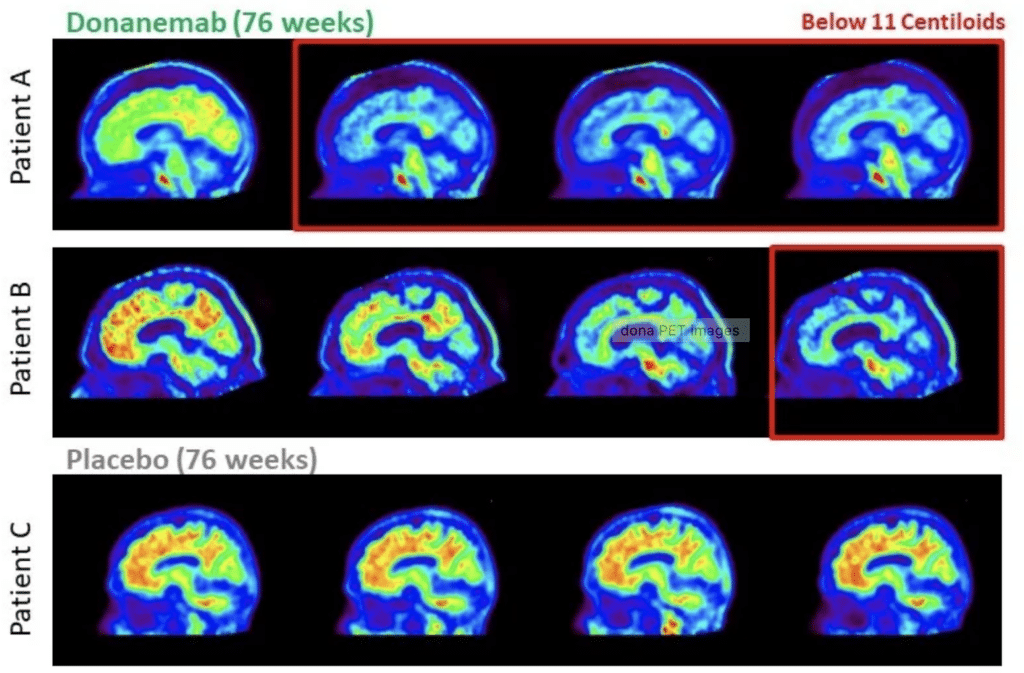 Donanemab (76 weeks)
Below 11 Centiloids
Patient A
Patient B
dona PET images
Placebo (76 weeks)
Patient C